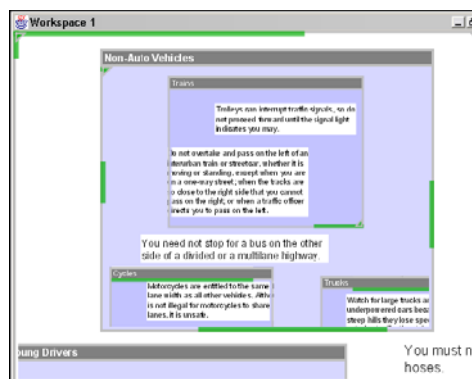 Workspace 1
Non-Auto Vehicles
Trains
Trolleys can interrupt traffic signals, so do
not proceed forward until the signal light
indicates you may.
Do not overtake and pass on the left of an
interurban train or streetcar, whether it is
moving or standing, except when you are
on a one-way street; when the tracks are
so close to the right side that you cannot
pass on the right; or when a traffic officer
directs you to pass on the left.
You need not stop for a bus on the other
side of a divided or a multilane highway.
Cycles
Motorcycles are entitled to the same
lane width as all other vehicles. Altho
is not illegal for motorcycles to share
lanes, it is unsafe.
Trucks
Watch for large trucks a
underpowered cars beca
steep hills they lose spe
oung Drivers
You must n
hoses.